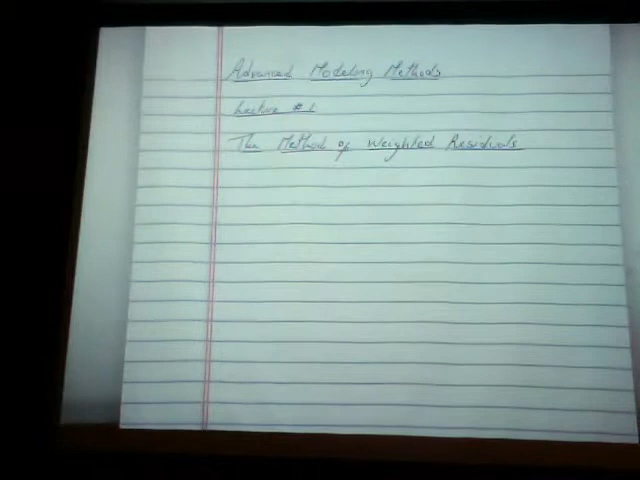 Advanced Modeling Methods
Lecture #1
The Method of Weighted Residuals